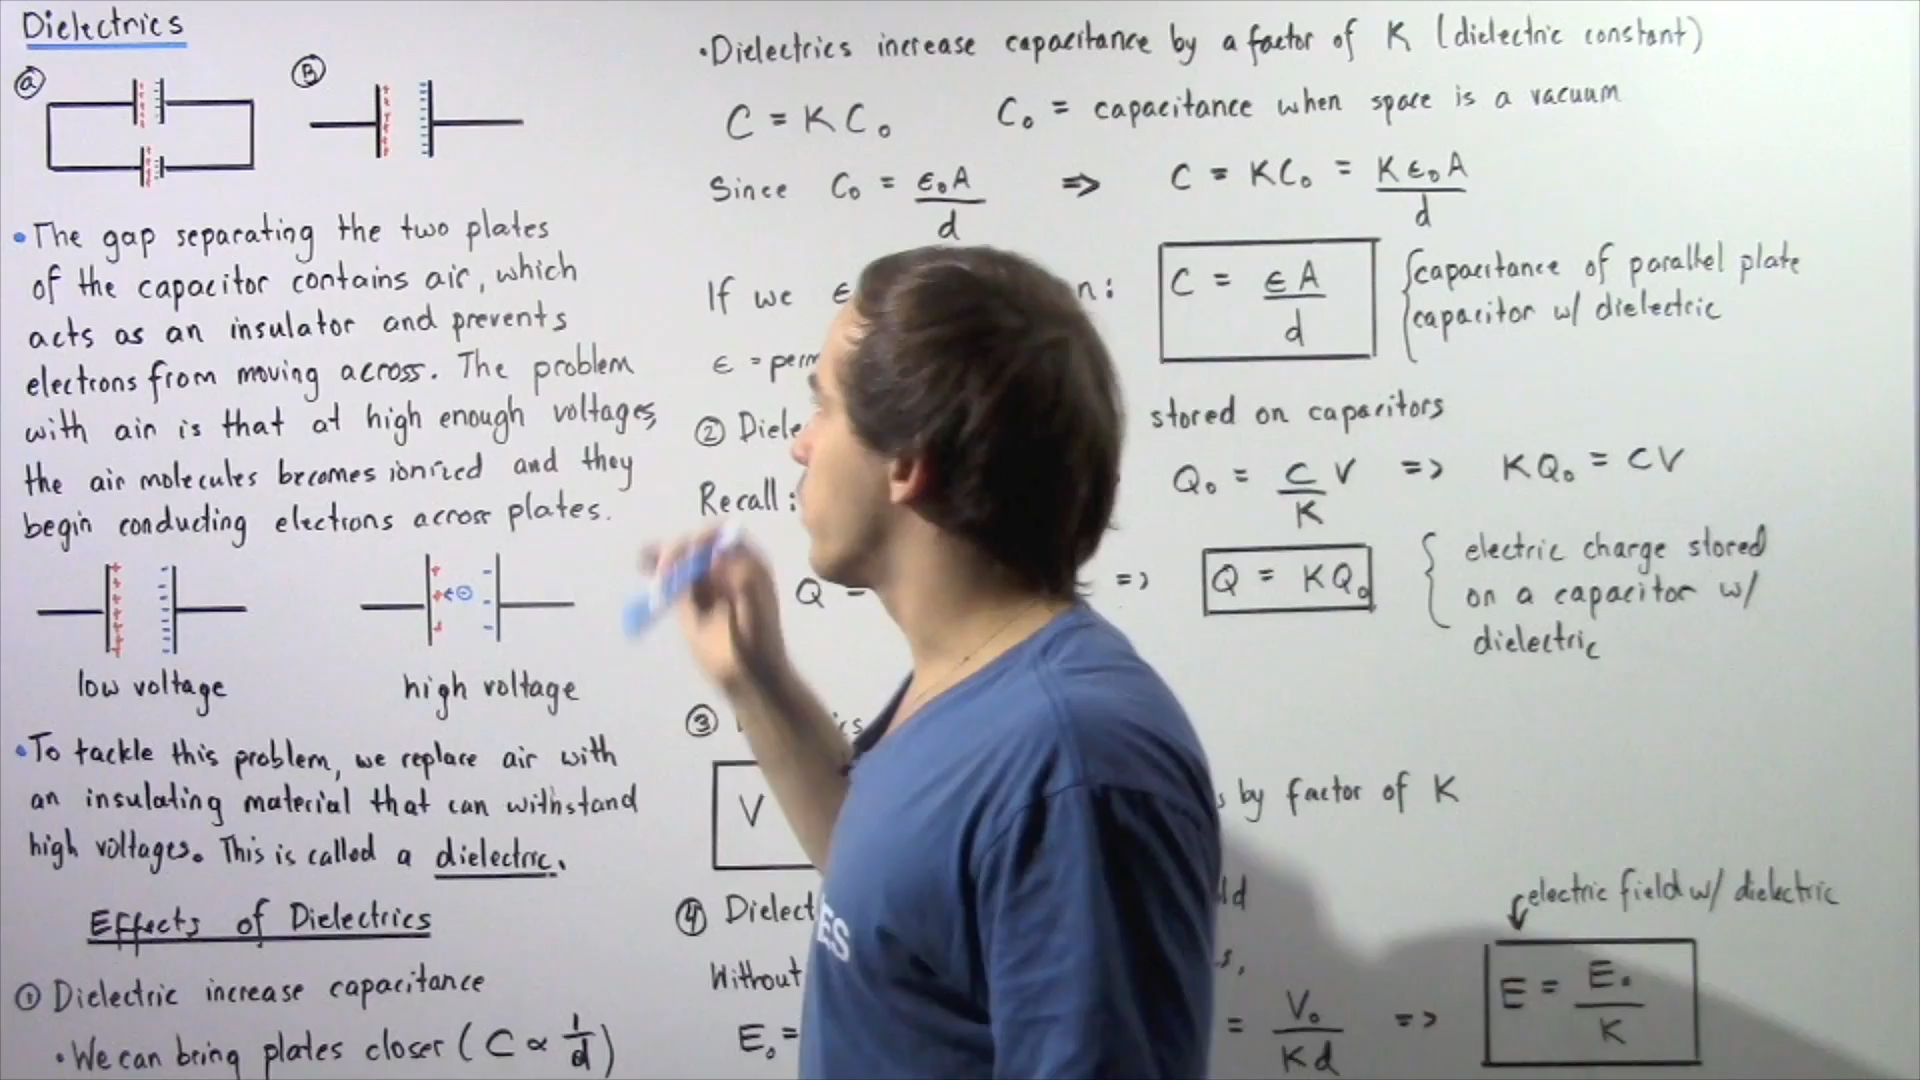 Dielectrics
a
B
• The gap separating the two plates
of the capacitor contains air, which
acts as an insulator and prevents
electrons from moving across. The problem
with air is that at high enough voltages,
the air molecules becomes ionized and they
begin conducting electrons across plates.
low voltage
high voltage
• To tackle this problem, we replace air with
an insulating material that can withstand
high voltages. This is called a dielectric.
Effects of Dielectrics
① Dielectric increase capacitance
• We can bring plates closer (C ∝ 1/d)
• Dielectrics increase capacitance by a factor of K (dielectric constant)
C = KC₀ C₀ = capacitance when space is a vacuum
Since C₀ = ε₀A/d => C = KC₀ = Kε₀A/d
If we
n: C = εA/d {capacitance of parallel plate
capacitor w/ dielectric
ε = perm
② Diele
stored on capacitors
Recall:
Q₀ = C/K V => KQ₀ = CV
Q =
=> Q = KQ₀ { electric charge stored
on a capacitor w/
dielectric
③
V
s by factor of K
④ Dielect
ld
electric field w/ dielectric
Without
s,
E₀ =
= V₀/Kd => E = E₀/K
ES